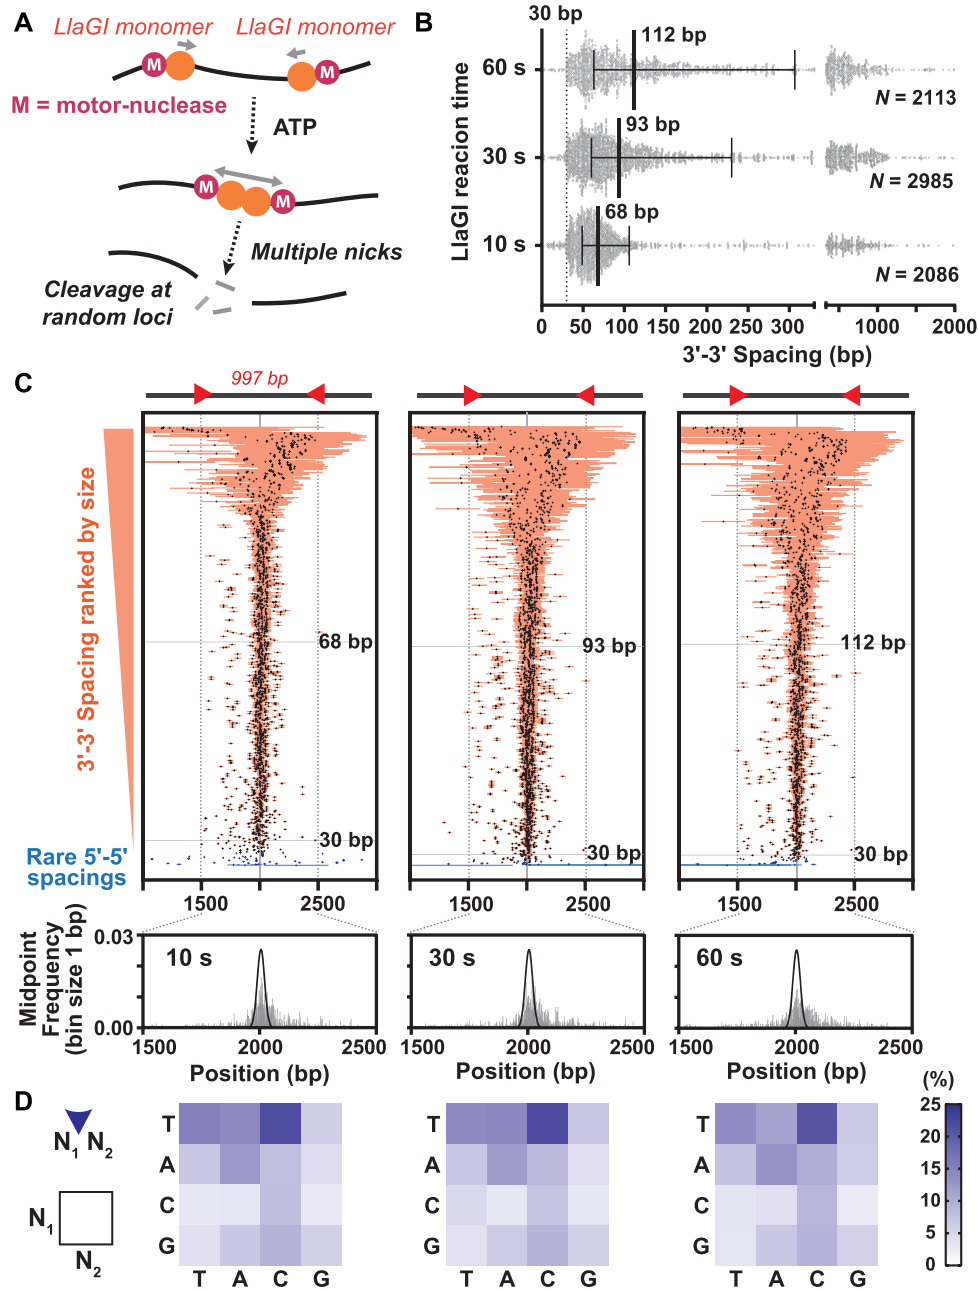 A
LlaGI monomer
LlaGI monomer
M
M
M = motor-nuclease
ATP
M
M
Multiple nicks
Cleavage at
random loci
B
30 bp
LlaGI reacion time
60 s
112 bp
N = 2113
30 s
93 bp
N = 2985
10 s
68 bp
N = 2086
0 50 100 150 200 250 300 1000 2000
3'-3' Spacing (bp)
C
997 bp
3'-3' Spacing ranked by size
68 bp
93 bp
112 bp
30 bp
30 bp
30 bp
Rare 5'-5'
spacings
1500 2500
1500 2500
1500 2500
Midpoint
Frequency
(bin size 1 bp)
0.03
0.00
10 s
30 s
60 s
1500 2000 2500
1500 2000 2500
1500 2000 2500
Position (bp)
Position (bp)
Position (bp)
D
N1 N2
N1
N2
T
A
C
G
T A C G
T
A
C
G
T A C G
T
A
C
G
T A C G
(%)
25
20
15
10
5
0